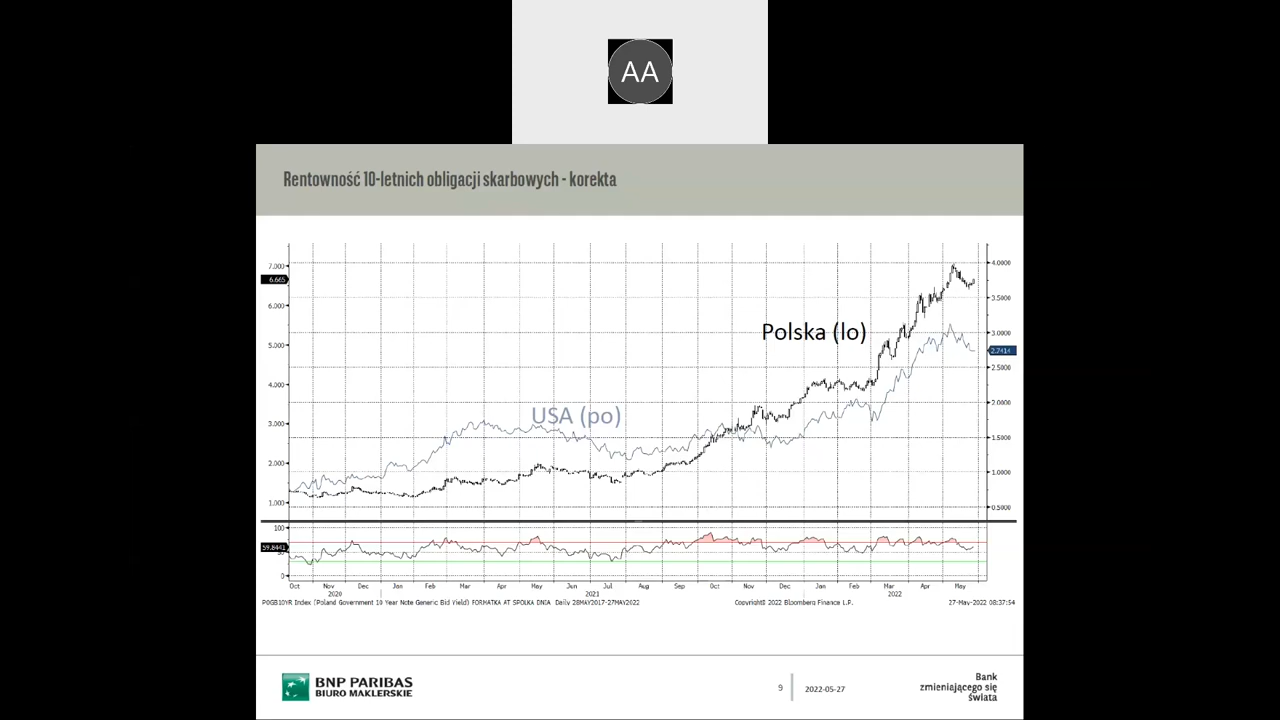 AA
Rentowność 10-letnich obligacji skarbowych - korekta
7.000
6.665
6.000
5.000
4.000
3.000
2.000
1.000
4.0000
3.5000
3.0000
2.7414
2.5000
2.0000
1.5000
1.0000
0.5000
Polska (lo)
USA (po)
100
59.8441
50
0
Oct Nov Dec Jan Feb Mar Apr May Jun Jul Aug Sep Oct Nov Dec Jan Feb Mar Apr May
2020 2021 2022
POGB10YR Index (Poland Government 10 Year Note Generic Bid Yield) FORMATKA AT SPOLKA DNIA Daily 28MAY2017-27MAY2022 Copyright© 2022 Bloomberg Finance L.P. 27-May-2022 08:37:54
BNP PARIBAS
BIURO MAKLERSKIE
9 2022-05-27
Bank
zmieniającego się
świata